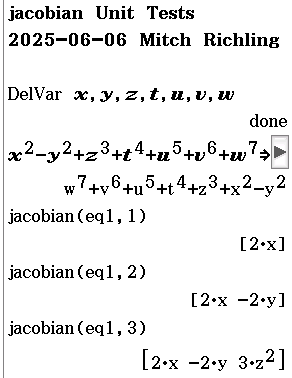 jacobian Unit Tests
2025-06-06 Mitch Richling
DelVar x,y,z,t,u,v,w
done
x²-y²+z³+t⁴+u⁵+v⁶+w⁷⇒▶
w⁷+v⁶+u⁵+t⁴+z³+x²-y²
jacobian(eq1,1)
[2·x]
jacobian(eq1,2)
[2·x -2·y]
jacobian(eq1,3)
[2·x -2·y 3·z²]